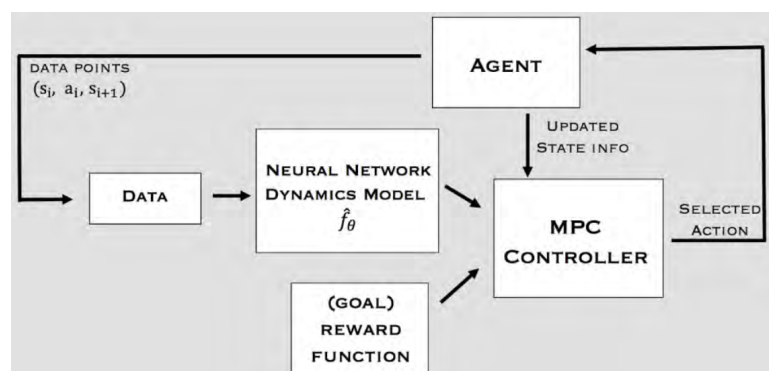 DATA POINTS
(sᵢ, aᵢ, sᵢ₊₁)
AGENT
UPDATED
STATE INFO
NEURAL NETWORK
DYNAMICS MODEL
f̂_θ
DATA
MPC
CONTROLLER
SELECTED
ACTION
(GOAL)
REWARD
FUNCTION